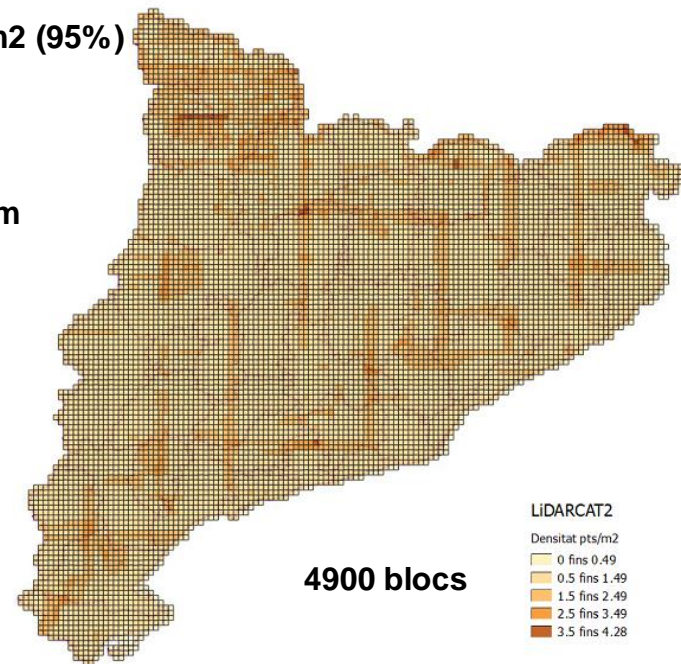 m2 (95%)
m
4900 blocs
LiDARCAT2
Densitat pts/m2
0 fins 0.49
0.5 fins 1.49
1.5 fins 2.49
2.5 fins 3.49
3.5 fins 4.28